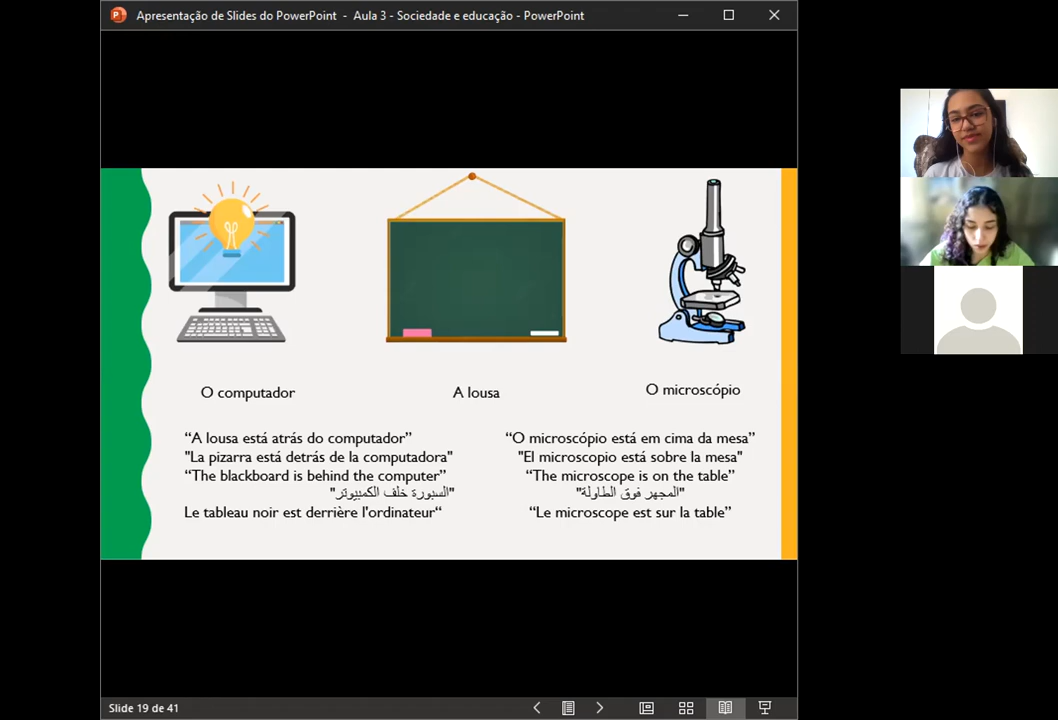 Apresentação de Slides do PowerPoint - Aula 3 - Sociedade e educação - PowerPoint
O computador
A lousa
O microscópio
“A lousa está atrás do computador”
"La pizarra está detrás de la computadora"
“The blackboard is behind the computer”
"السبورة خلف الكمبيوتر"
Le tableau noir est derrière l'ordinateur“
“O microscópio está em cima da mesa”
"El microscopio está sobre la mesa"
“The microscope is on the table”
"المجهر فوق الطاولة"
“Le microscope est sur la table”
Slide 19 de 41